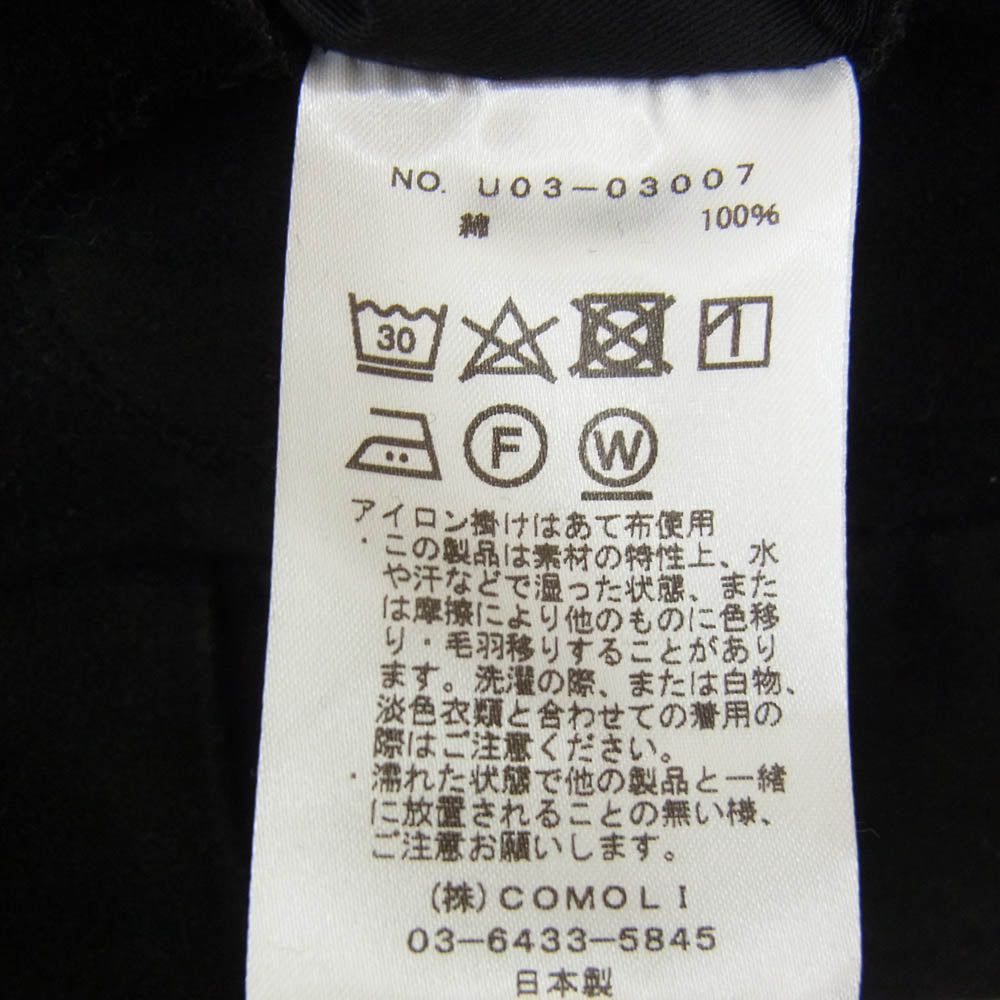 NO. U03-03007
綿 100%
30
F W
アイロン掛けはあて布使用
・この製品は素材の特性上、水
や汗などで湿った状態、また
は摩擦により他のものに色移
り・毛羽移りすることがあり
ます。洗濯の際、または白物、
淡色衣類と合わせての着用の
際はご注意ください。
・濡れた状態で他の製品と一緒
に放置されることの無い様、
ご注意お願いします。
(株)COMOLI
03-6433-5845
日本製